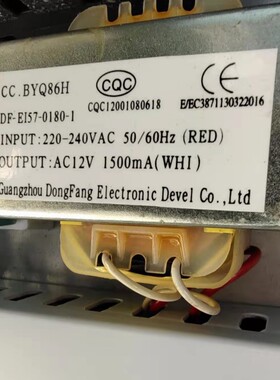 CC.BYQ86H
CQC
CE
DF-EI57-0180-1
CQC12001080618
E/EC3871130322016
INPUT: 220-240VAC 50/60Hz (RED)
OUTPUT: AC12V 1500mA(WHI)
Guangzhou DongFang Electronic Devel Co.,Ltd